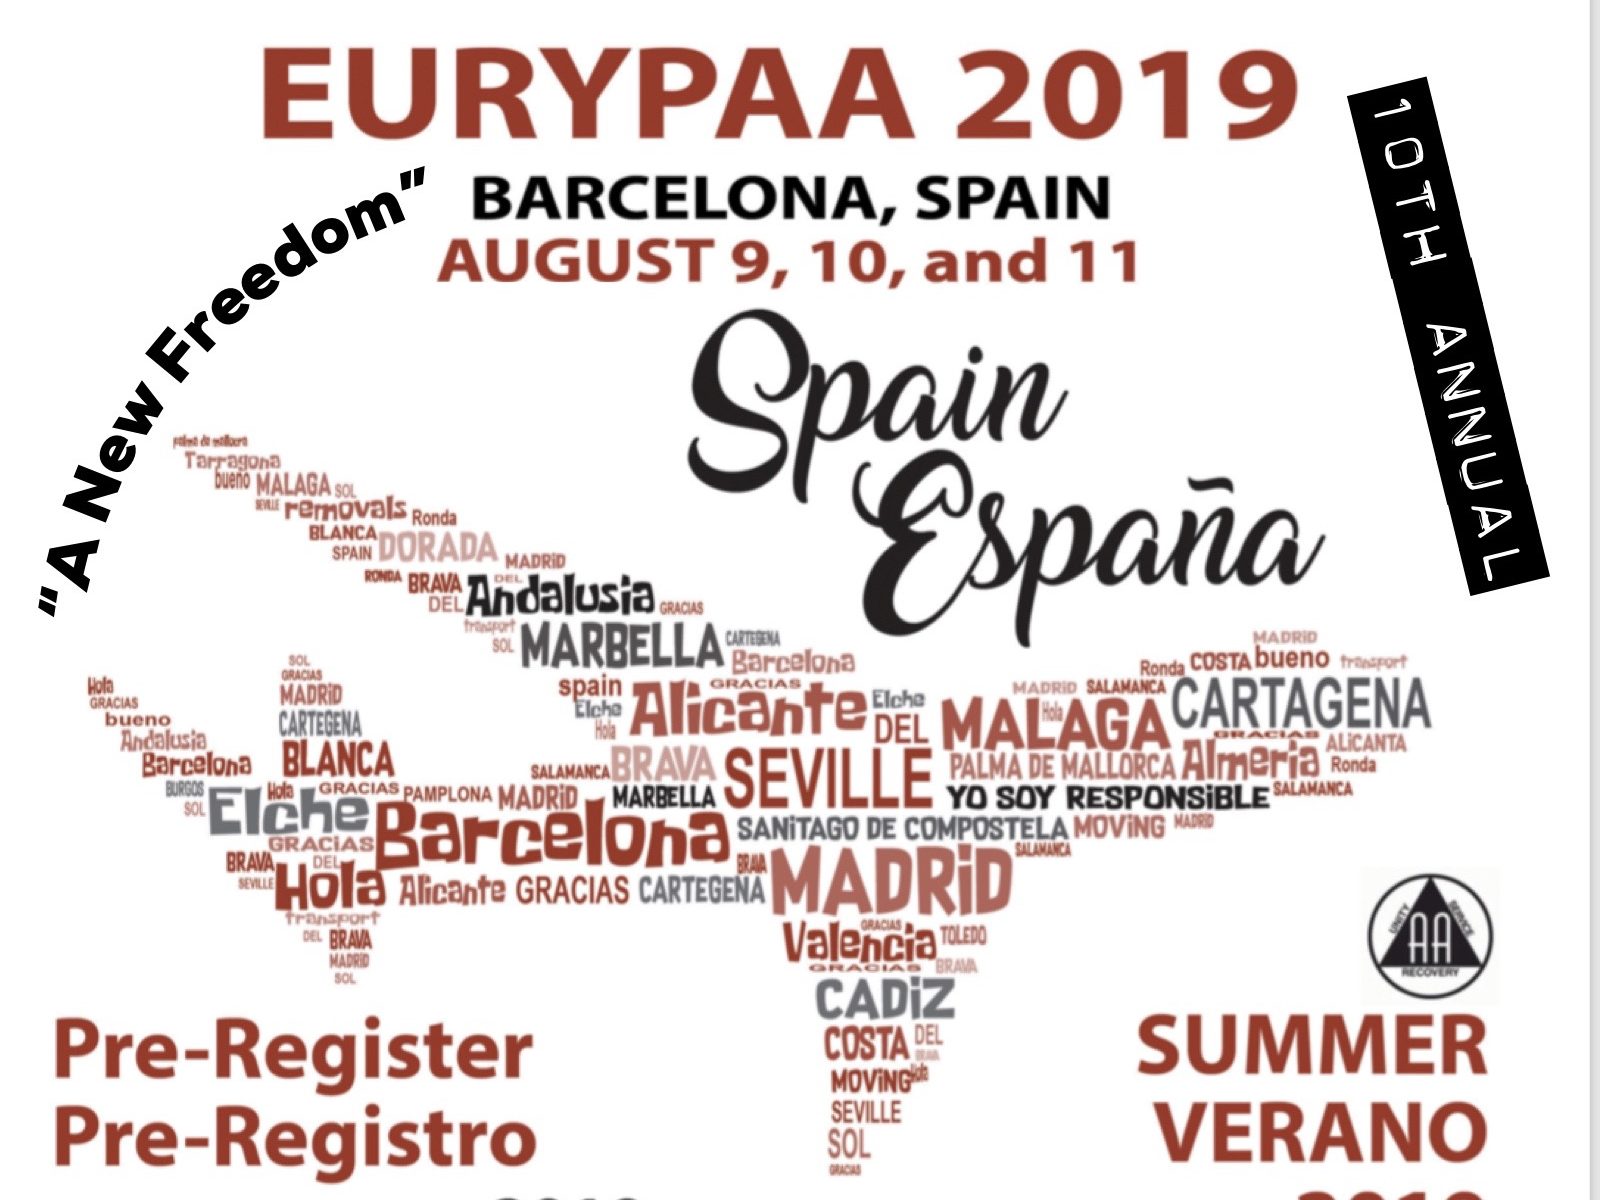 EURYPAA 2019
BARCELONA, SPAIN
AUGUST 9, 10, and 11
10TH ANNUAL
"A New Freedom"
Spain
España
palma de mallorca
Tarragona
bueno MALAGA SOL
SEVILLE removals Ronda
BLANCA
SPAIN DORADA MADRiD
RONDA BRAVA DEL
DEL Andalusia GRACIAS
transport
SOL MARBELLA CARTEGENA
Barcelona
MADRiD
Ronda COSTA bueno transport
spain GRACIAS
Elche Alicante Elche
Hola DEL
MADRiD SALAMANCA
MALAGA Hola CARTAGENA
GRACIAS
SALAMANCA BRAVA SEVILLE PALMA DE MALLORCA Almeria ALiCANTA
Ronda
MARBELLA YO SOY RESPONSiBLE SALAMANCA
SOL
GRACIAS
MADRiD
CARTEGENA
BLANCA
Hola
GRACIAS
bueno
Andalusia
Barcelona
BURGOS Hola GRACIAS PAMPLONA MADRiD
SOL Elche Barcelona SANiTAGO DE COMPOSTELA MOViNG MADRiD
GRACiAS
BRAVA DEL BRAVA MADRiD SALAMANCA
SEVILLE Hola Alicante GRACIAS CARTEGENA
transport
DEL BRAVA
MADRiD
SOL
GRACIAS
Valencia TOLEDO
GRACIAS BRAVA
CADiZ
COSTA DEL
BRAVA
MOViNG Hola
SEVILLE
SOL
GRACIAS
UNITY SERVICE
AA
RECOVERY
Pre-Register
Pre-Registro
SUMMER
VERANO
2019